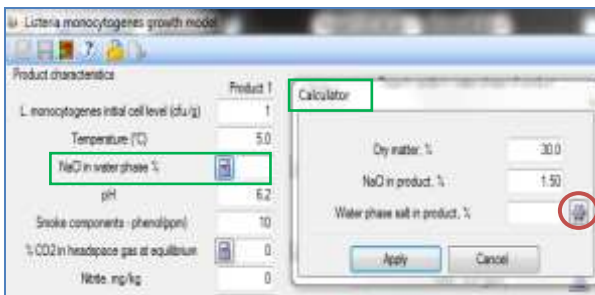 Listeria monocytogenes growth model
?
Product characteristics
Product 1
L. monocytogenes initial cell level (cfu/g) 1
Temperature (°C) 5.0
NaCl in water phase %
pH 6.2
Smoke components - phenol(ppm) 10
% CO2 in headspace gas at equilibrium 0
Nitrite, mg/kg 0
Calculator
Dry matter, % 30.0
NaCl in product, % 1.50
Water phase salt in product, %
Apply Cancel